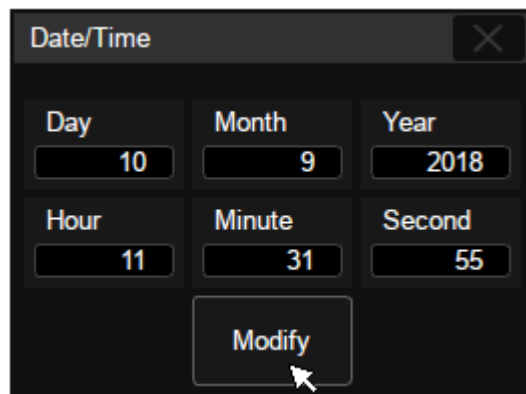 Date/Time
Day Month Year
10 9 2018
Hour Minute Second
11 31 55
Modify